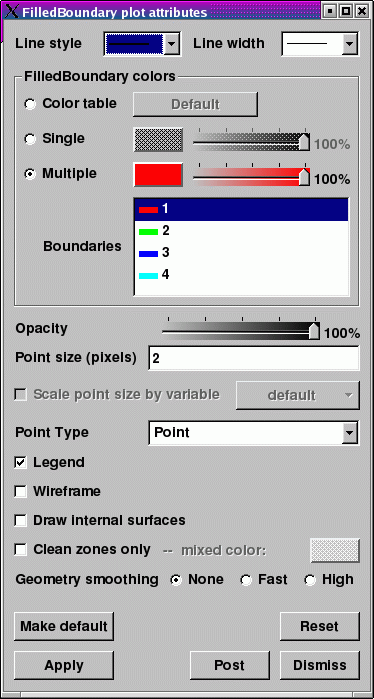 FilledBoundary plot attributes
Line style Line width
FilledBoundary colors
Color table Default
Single 100%
Multiple 100%
Boundaries
1
2
3
4
Opacity 100%
Point size (pixels) 2
Scale point size by variable default
Point Type Point
Legend
Wireframe
Draw internal surfaces
Clean zones only -- mixed color:
Geometry smoothing None Fast High
Make default Reset
Apply Post Dismiss